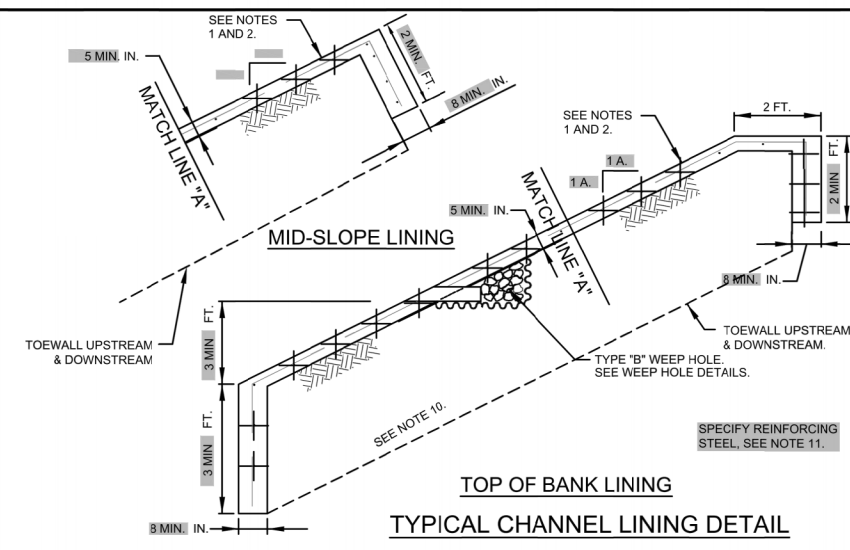 SEE NOTES
1 AND 2.
5 MIN. IN.
2 MIN. FT.
8 MIN. IN.
MATCH LINE "A"
MID-SLOPE LINING
TOEWALL UPSTREAM
& DOWNSTREAM
SEE NOTES
1 AND 2.
2 FT.
1 A.
1 A.
2 MIN FT.
5 MIN. IN.
MATCH LINE "A"
8 MIN. IN.
TOEWALL UPSTREAM
& DOWNSTREAM.
3 MIN FT.
TYPE "B" WEEP HOLE.
SEE WEEP HOLE DETAILS.
3 MIN FT.
SEE NOTE 10.
SPECIFY REINFORCING
STEEL, SEE NOTE 11.
8 MIN. IN.
TOP OF BANK LINING
TYPICAL CHANNEL LINING DETAIL